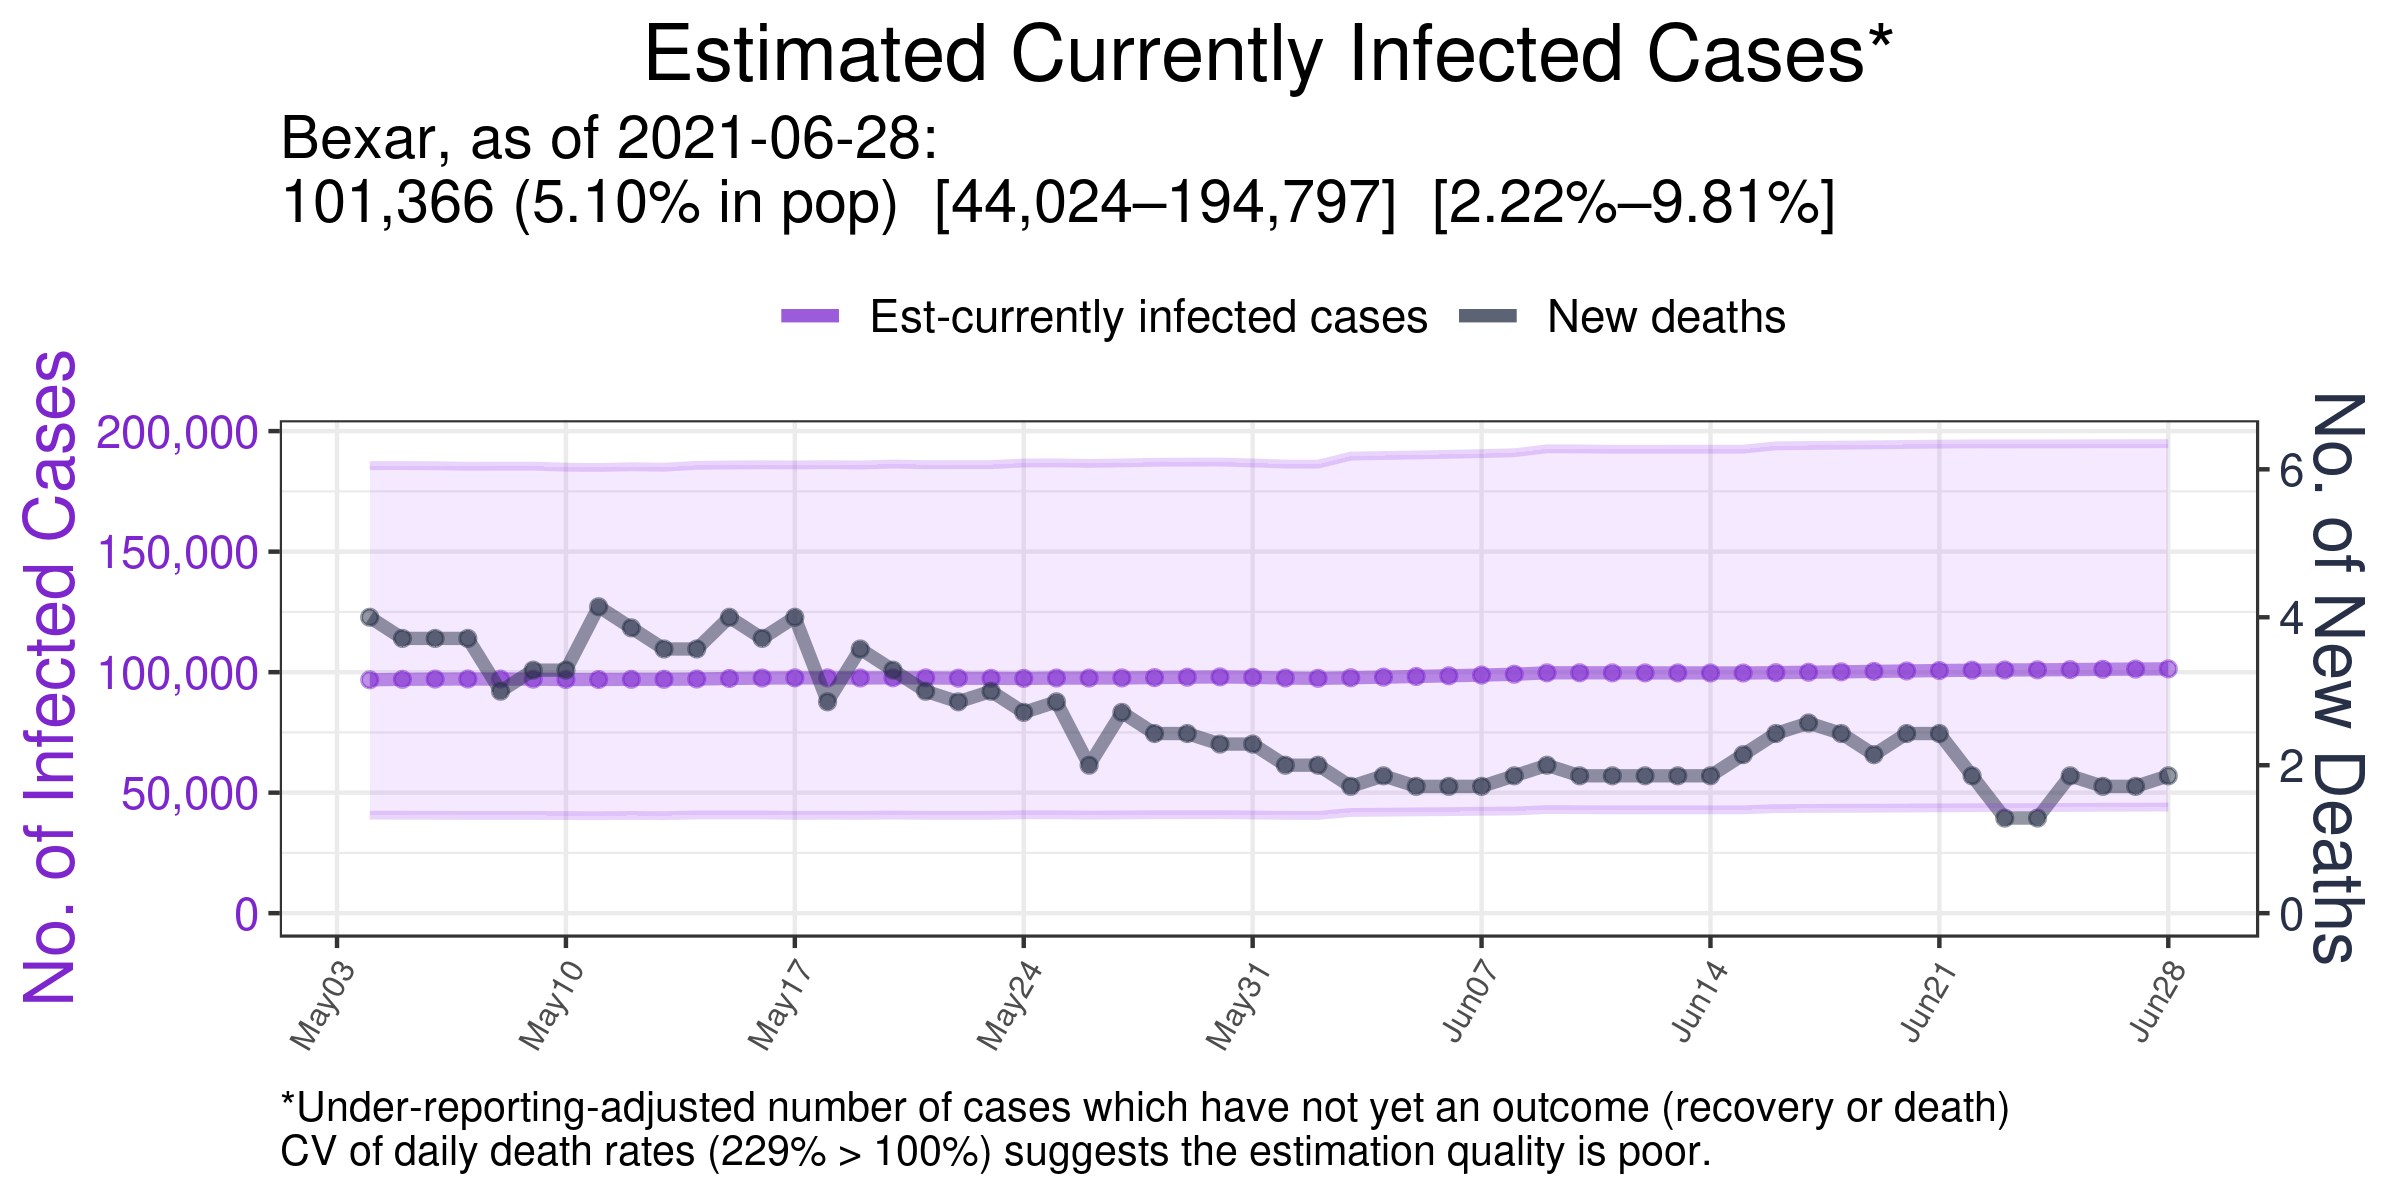 Estimated Currently Infected Cases*
Bexar, as of 2021-06-28:
101,366 (5.10% in pop) [44,024–194,797] [2.22%–9.81%]
Est-currently infected cases
New deaths
No. of Infected Cases
200,000
150,000
100,000
50,000
0
No. of New Deaths
6
4
2
0
May03
May10
May17
May24
May31
Jun07
Jun14
Jun21
Jun28
*Under-reporting-adjusted number of cases which have not yet an outcome (recovery or death)
CV of daily death rates (229% > 100%) suggests the estimation quality is poor.